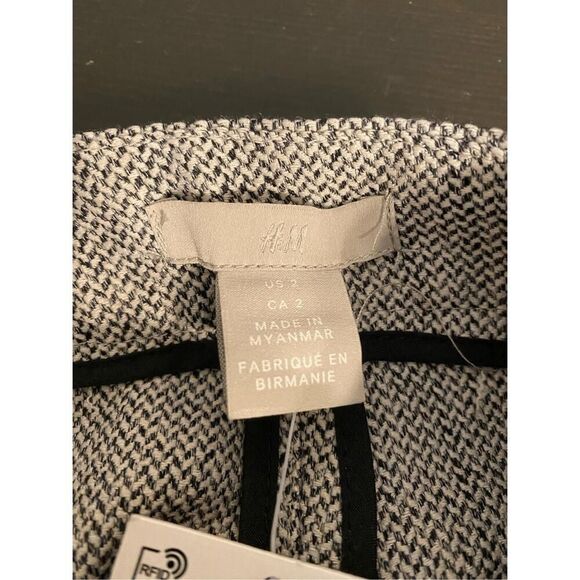 H&M
US 2
CA 2
MADE IN
MYANMAR
FABRIQUÉ EN
BIRMANIE
RFID